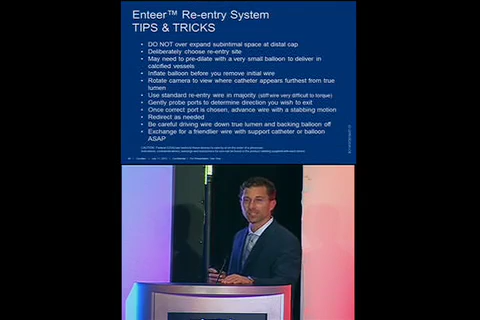 Enteer™ Re-entry System
TIPS & TRICKS
• DO NOT over expand subintimal space at distal cap
• Deliberately choose re-entry site
• May need to pre-dilate with a very small balloon to deliver in
calcified vessels
• Inflate balloon before you remove initial wire
• Rotate camera to view where catheter appears furthest from true
lumen
• Use standard re-entry wire in majority (stiff wire very difficult to torque)
• Gently probe ports to determine direction you wish to exit
• Once correct port is chosen, advance wire with a stabbing motion
• Redirect as needed
• Be careful driving wire down true lumen and backing balloon off
• Exchange for a friendlier wire with support catheter or balloon
ASAP